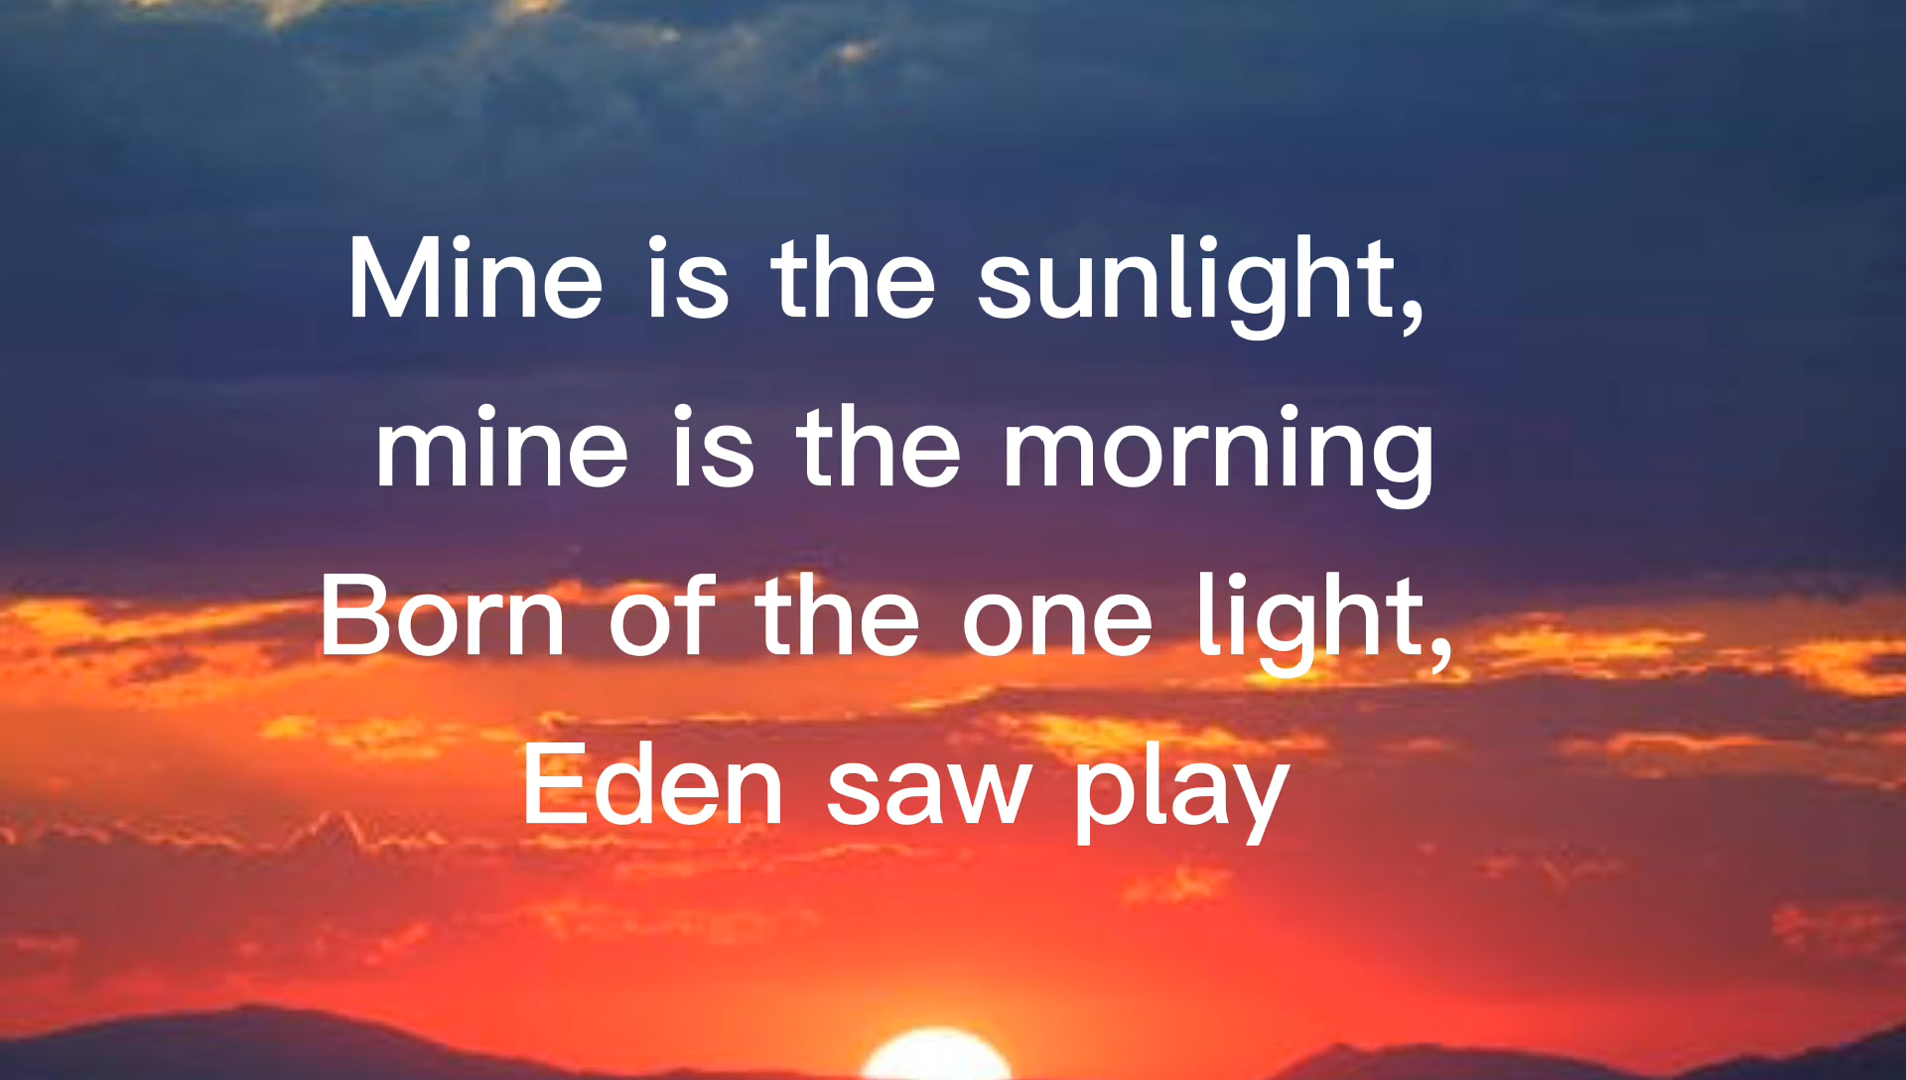 Mine is the sunlight,
mine is the morning
Born of the one light,
Eden saw play